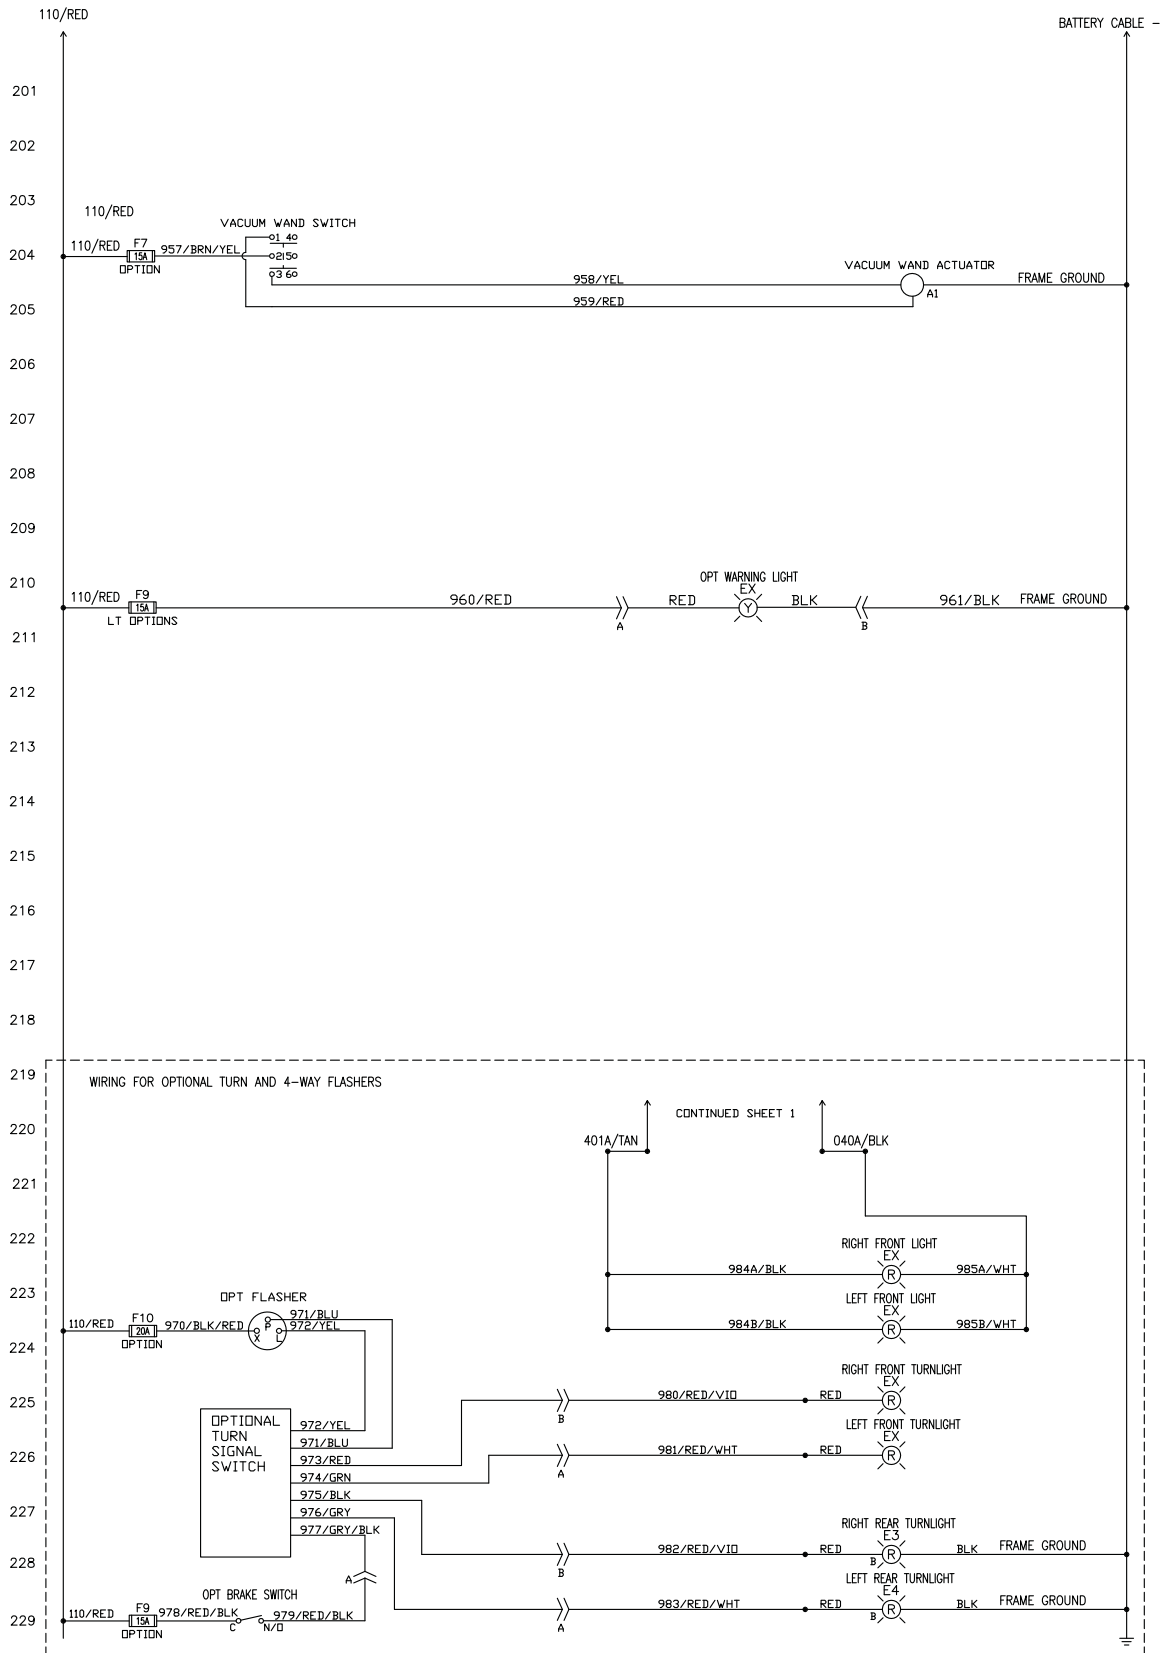 110/RED
BATTERY CABLE -
201
202
203
110/RED
VACUUM WAND SWITCH
204
110/RED
F7
15A
OPTION
957/BRN/YEL
1 4
2 5
3 6
958/YEL
959/RED
VACUUM WAND ACTUATOR
A1
FRAME GROUND
205
206
207
208
209
210
110/RED
F9
15A
LT OPTIONS
960/RED
A
RED
OPT WARNING LIGHT
EX
Y
BLK
B
961/BLK
FRAME GROUND
211
212
213
214
215
216
217
218
219
WIRING FOR OPTIONAL TURN AND 4-WAY FLASHERS
220
CONTINUED SHEET 1
401A/TAN
040A/BLK
221
222
RIGHT FRONT LIGHT
EX
984A/BLK
R
985A/WHT
223
LEFT FRONT LIGHT
EX
984B/BLK
R
985B/WHT
OPT FLASHER
110/RED
F10
20A
OPTION
970/BLK/RED
X
P
L
971/BLU
972/YEL
224
225
RIGHT FRONT TURNLIGHT
EX
B
980/RED/VIO
RED
R
226
LEFT FRONT TURNLIGHT
EX
A
981/RED/WHT
RED
R
OPTIONAL
TURN
SIGNAL
SWITCH
972/YEL
971/BLU
973/RED
974/GRN
975/BLK
976/GRY
977/GRY/BLK
227
228
RIGHT REAR TURNLIGHT
E3
B
982/RED/VIO
RED
B
R
BLK
FRAME GROUND
A
LEFT REAR TURNLIGHT
E4
A
983/RED/WHT
RED
B
R
BLK
FRAME GROUND
229
110/RED
F9
15A
OPTION
978/RED/BLK
OPT BRAKE SWITCH
C
N/O
979/RED/BLK